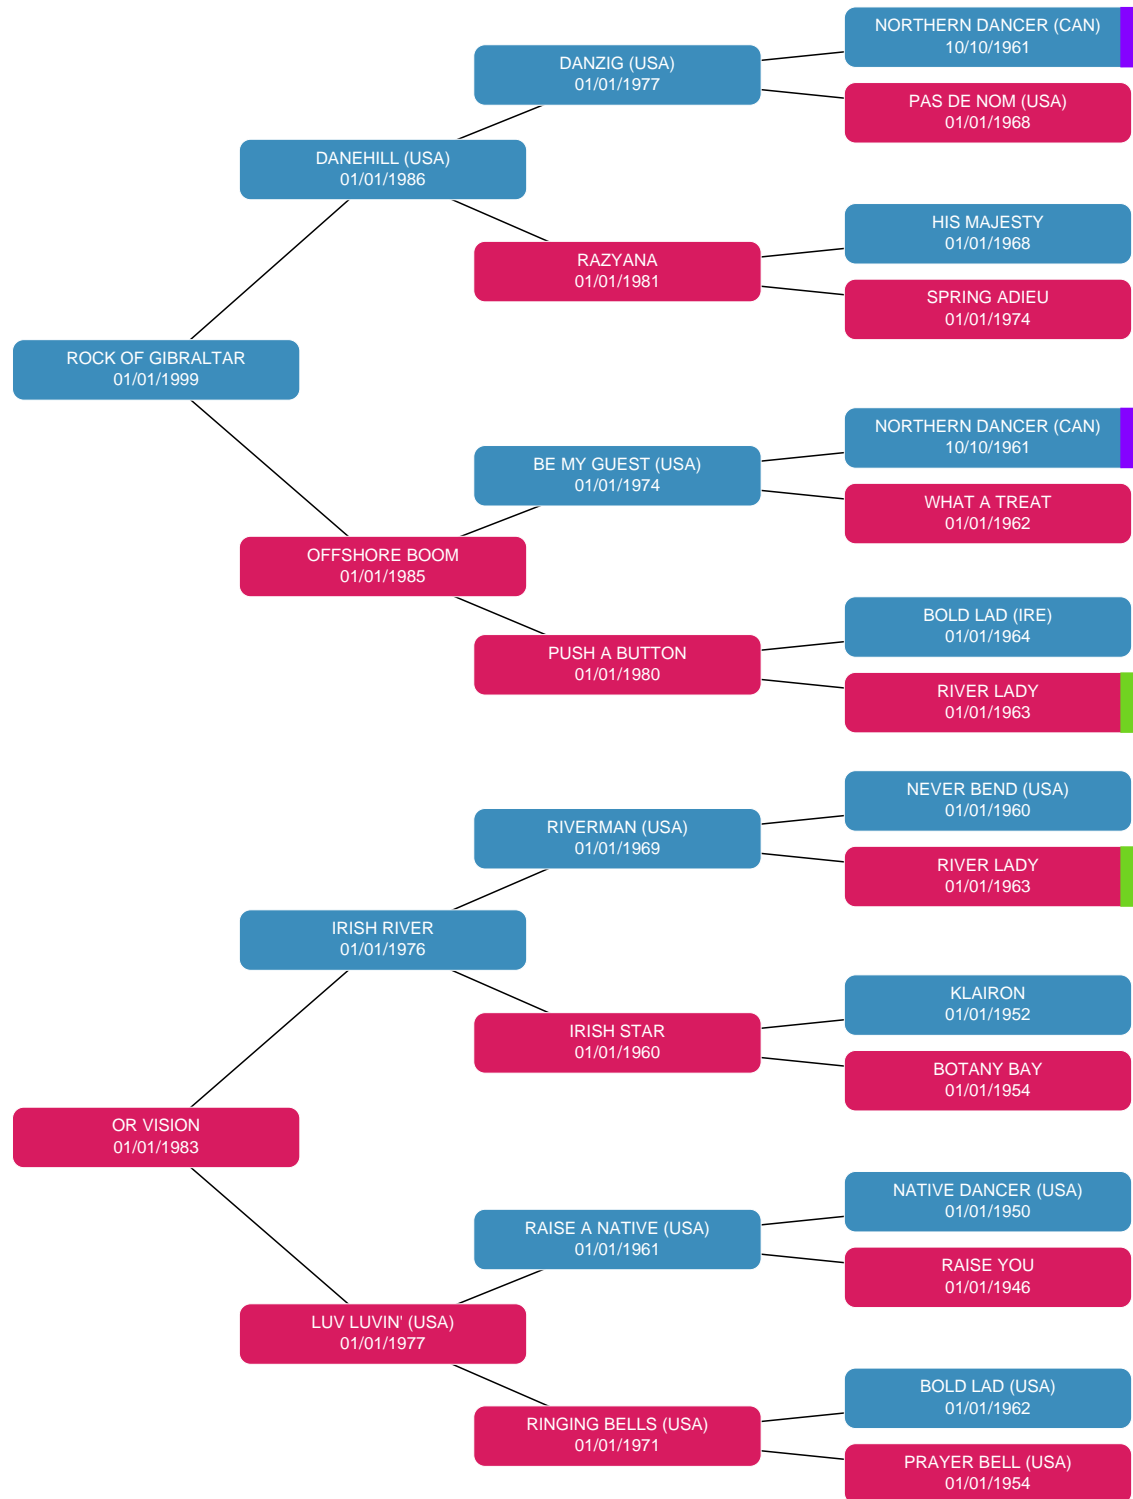 NORTHERN DANCER (CAN)
10/10/1961
DANZIG (USA)
01/01/1977
PAS DE NOM (USA)
01/01/1968
DANEHILL (USA)
01/01/1986
HIS MAJESTY
01/01/1968
RAZYANA
01/01/1981
SPRING ADIEU
01/01/1974
ROCK OF GIBRALTAR
01/01/1999
NORTHERN DANCER (CAN)
10/10/1961
BE MY GUEST (USA)
01/01/1974
WHAT A TREAT
01/01/1962
OFFSHORE BOOM
01/01/1985
BOLD LAD (IRE)
01/01/1964
PUSH A BUTTON
01/01/1980
RIVER LADY
01/01/1963
NEVER BEND (USA)
01/01/1960
RIVERMAN (USA)
01/01/1969
RIVER LADY
01/01/1963
IRISH RIVER
01/01/1976
KLAIRON
01/01/1952
IRISH STAR
01/01/1960
BOTANY BAY
01/01/1954
OR VISION
01/01/1983
NATIVE DANCER (USA)
01/01/1950
RAISE A NATIVE (USA)
01/01/1961
RAISE YOU
01/01/1946
LUV LUVIN' (USA)
01/01/1977
BOLD LAD (USA)
01/01/1962
RINGING BELLS (USA)
01/01/1971
PRAYER BELL (USA)
01/01/1954